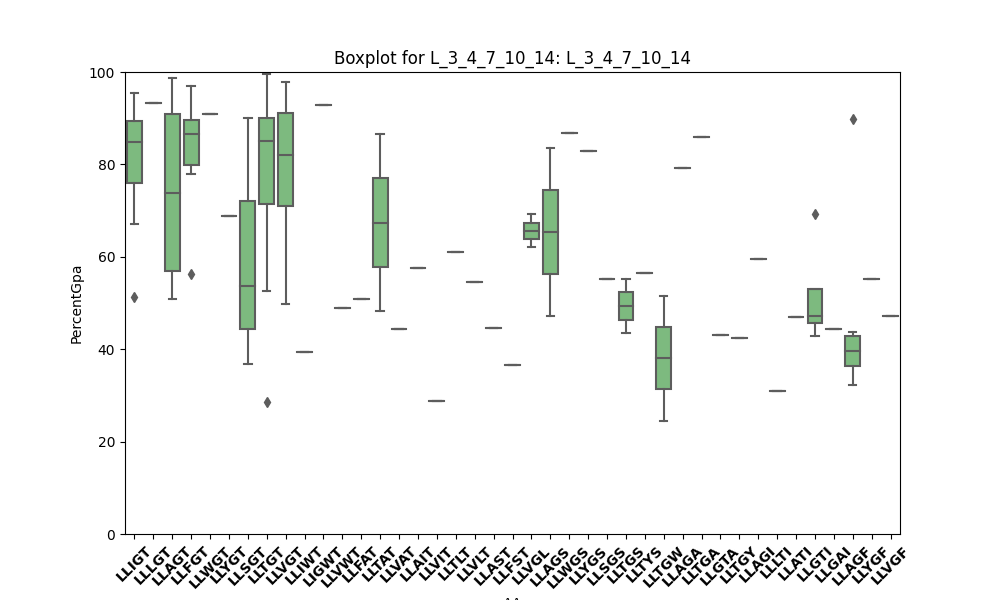 Boxplot for L_3_4_7_10_14: L_3_4_7_10_14
100
80
60
40
20
0
PercentGpa
LLIGT
LLLGT
LLAGT
LLFGT
LLWGT
LLYGT
LLSGT
LLTGT
LLVGT
LLIWT
LIGWT
LLVWT
LLFAT
LLTAT
LLVAT
LLAIT
LLVIT
LLTLT
LLVLT
LLAST
LLFST
LLVGL
LLAGS
LLWGS
LLYGS
LLSGS
LLTGS
LLTYS
LLTGW
LLAGA
LLTGA
LLGTA
LLTGY
LLAGI
LLLTI
LLATI
LLGTI
LLGAI
LLAGF
LLYGF
LLVGF